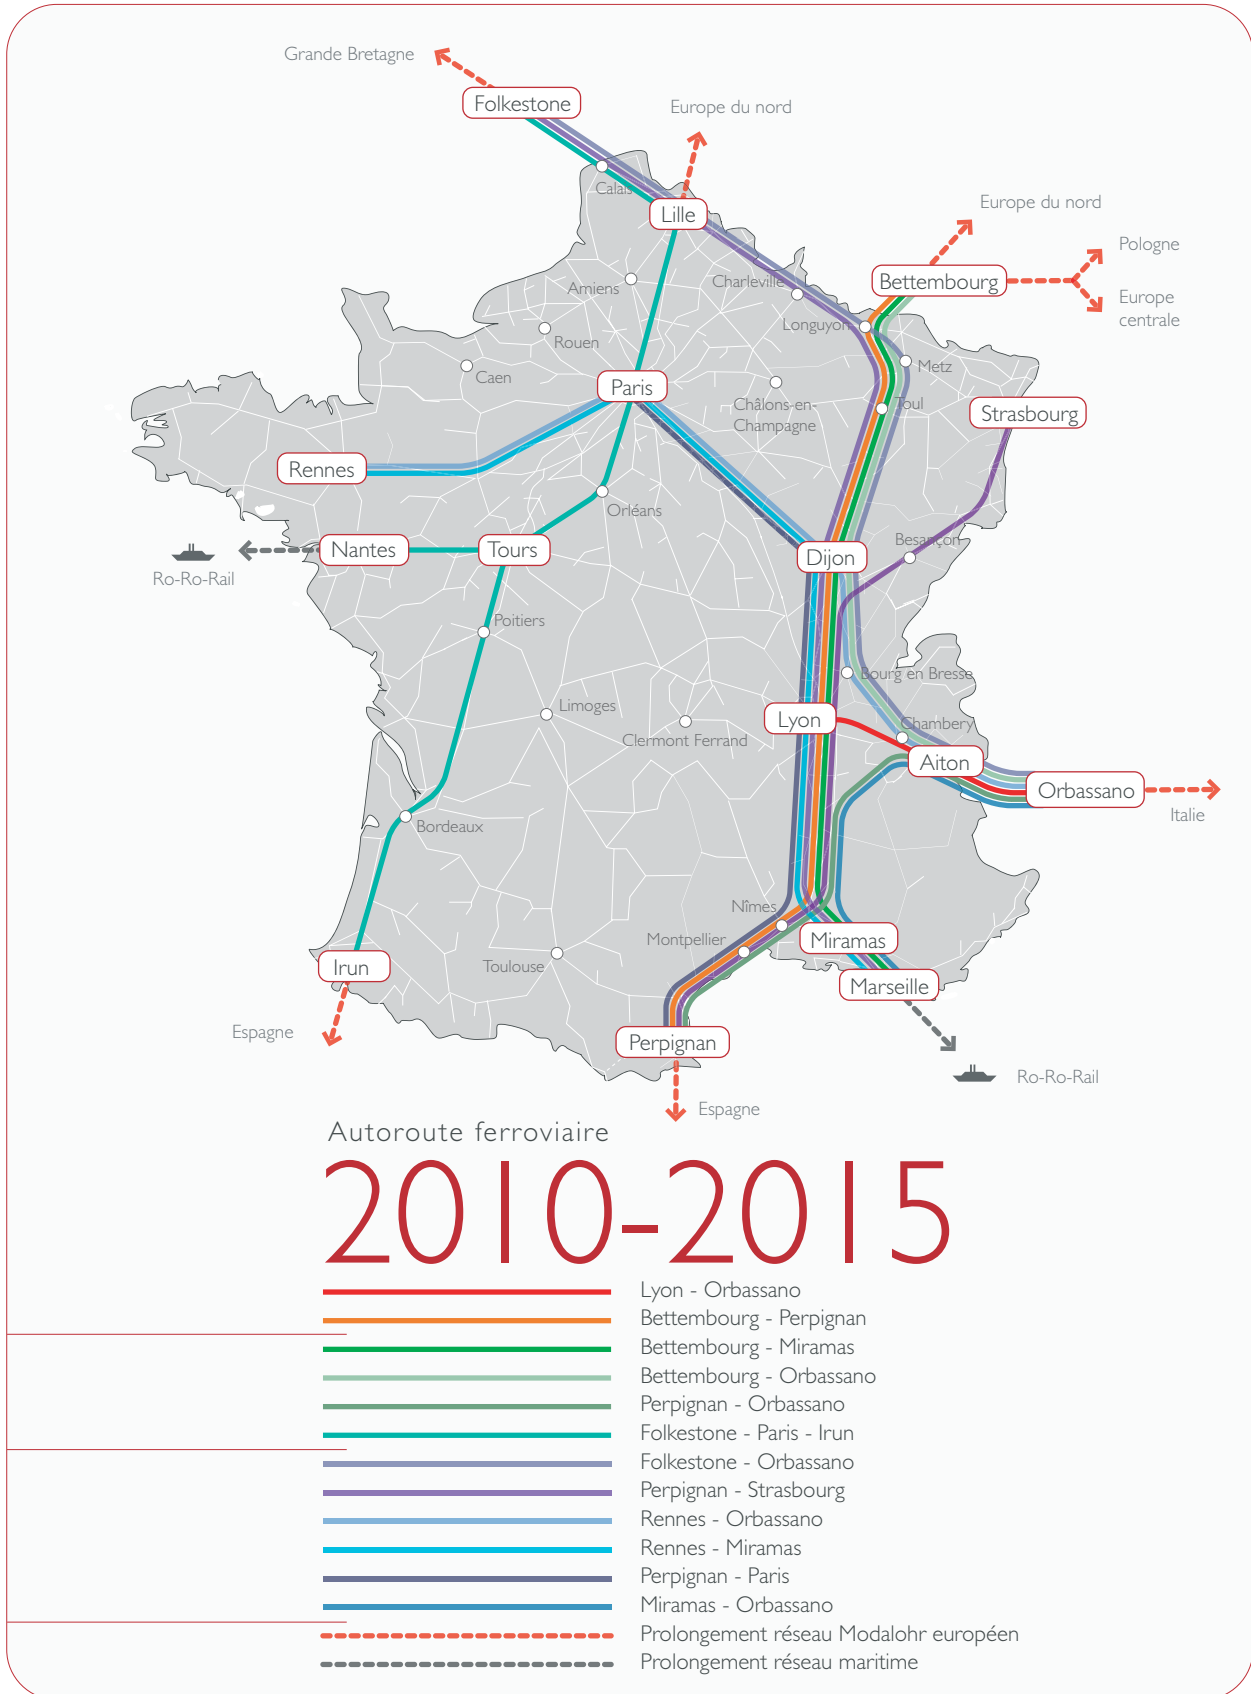 Grande Bretagne
Folkestone
Europe du nord
Calais
Lille
Europe du nord
Pologne
Bettembourg
Europe
centrale
Amiens
Charleville
Longuyon
Rouen
Metz
Caen
Paris
Châlons-en-
Champagne
Toul
Strasbourg
Rennes
Orléans
Nantes
Tours
Besançon
Dijon
Ro-Ro-Rail
Poitiers
Bourg en Bresse
Limoges
Lyon
Chambery
Clermont Ferrand
Aiton
Orbassano
Italie
Bordeaux
Nîmes
Montpellier
Miramas
Irun
Toulouse
Marseille
Espagne
Perpignan
Ro-Ro-Rail
Espagne
Autoroute ferroviaire
2010-2015
Lyon - Orbassano
Bettembourg - Perpignan
Bettembourg - Miramas
Bettembourg - Orbassano
Perpignan - Orbassano
Folkestone - Paris - Irun
Folkestone - Orbassano
Perpignan - Strasbourg
Rennes - Orbassano
Rennes - Miramas
Perpignan - Paris
Miramas - Orbassano
Prolongement réseau Modalohr européen
Prolongement réseau maritime